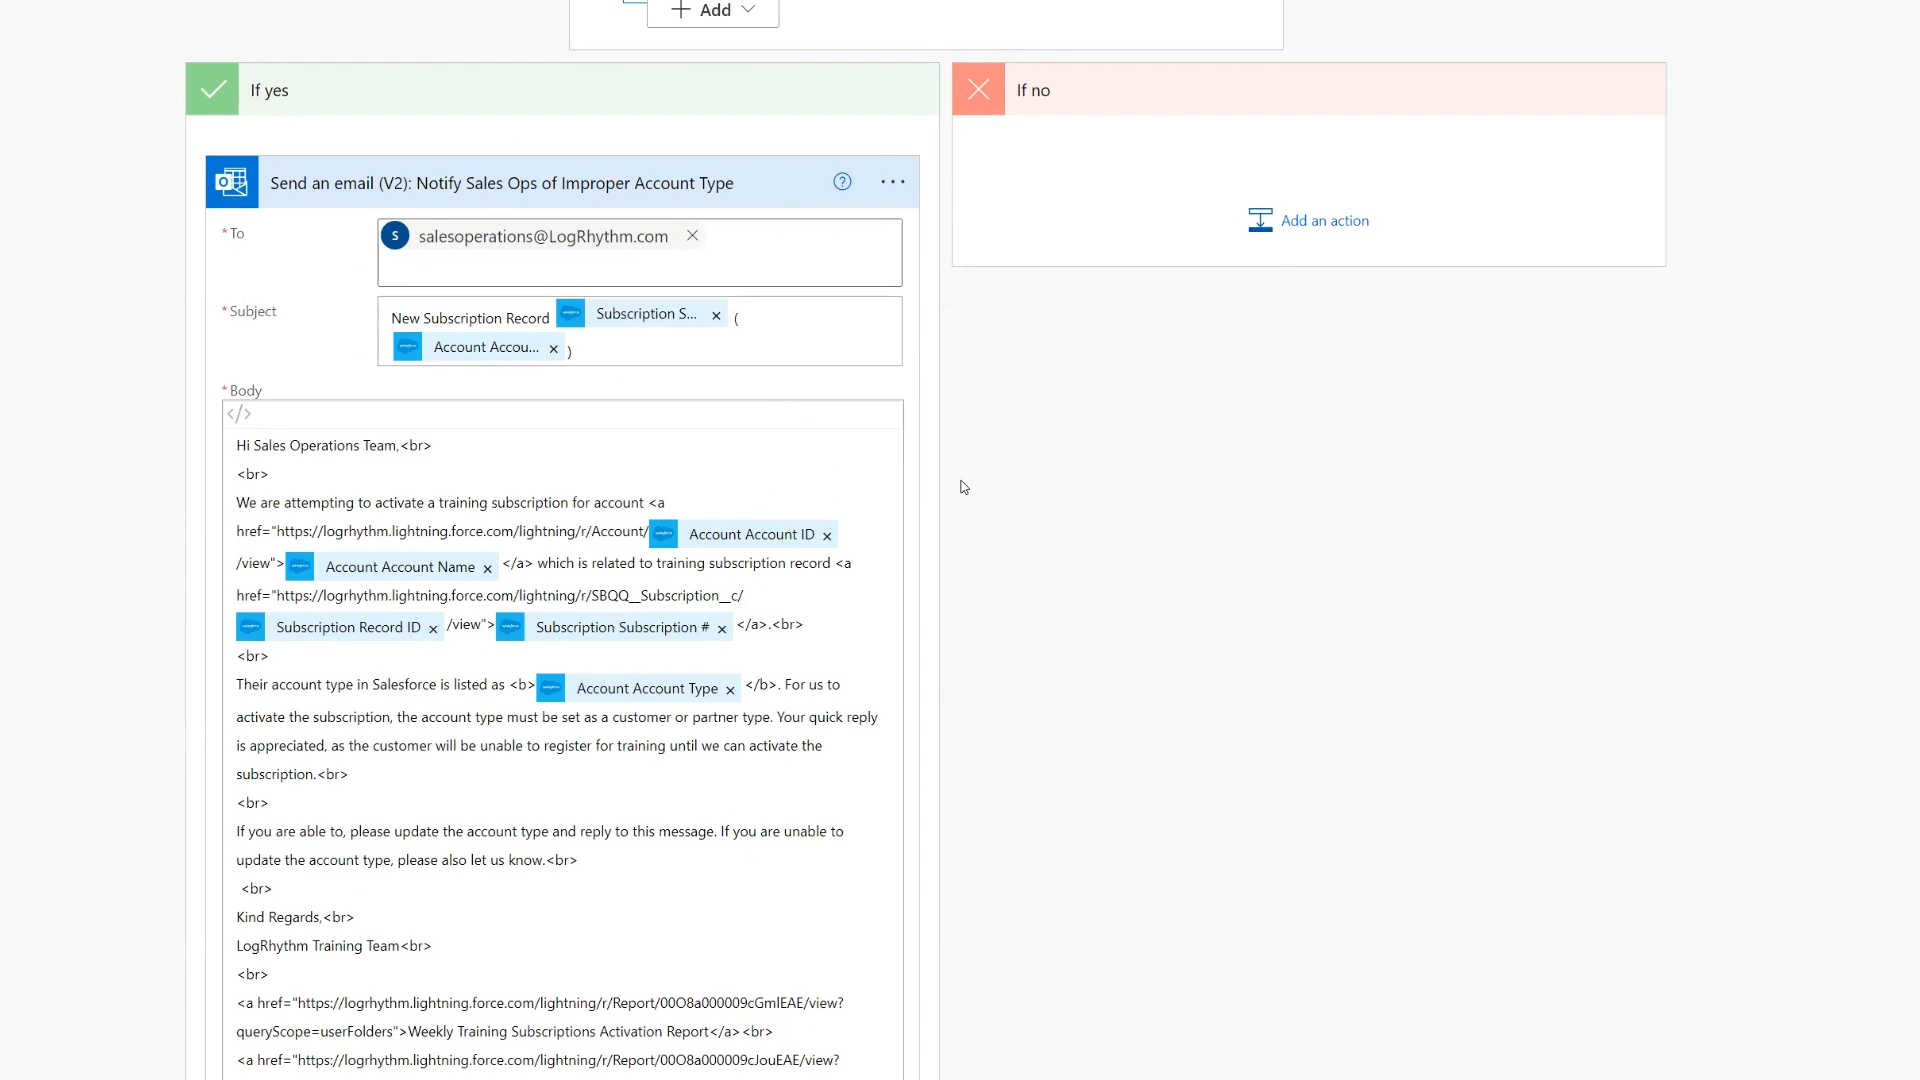 Add
If yes
If no
Send an email (V2): Notify Sales Ops of Improper Account Type
Add an action
*To
S salesoperations@LogRhythm.com
*Subject
New Subscription Record Subscription S... × (
Account Accou... × )
*Body
</>
Hi Sales Operations Team,<br>
<br>
We are attempting to activate a training subscription for account <a
href="https://logrhythm.lightning.force.com/lightning/r/Account/ Account Account ID ×
/view"> Account Account Name × </a> which is related to training subscription record <a
href="https://logrhythm.lightning.force.com/lightning/r/SBQQ__Subscription__c/
Subscription Record ID × /view"> Subscription Subscription # × </a>.<br>
<br>
Their account type in Salesforce is listed as <b> Account Account Type × </b>. For us to
activate the subscription, the account type must be set as a customer or partner type. Your quick reply
is appreciated, as the customer will be unable to register for training until we can activate the
subscription.<br>
<br>
If you are able to, please update the account type and reply to this message. If you are unable to
update the account type, please also let us know.<br>
<br>
Kind Regards,<br>
LogRhythm Training Team<br>
<br>
<a href="https://logrhythm.lightning.force.com/lightning/r/Report/00O8a000009cGmlEAE/view?
queryScope=userFolders">Weekly Training Subscriptions Activation Report</a><br>
<a href="https://logrhythm.lightning.force.com/lightning/r/Report/00O8a000009cJouEAE/view?